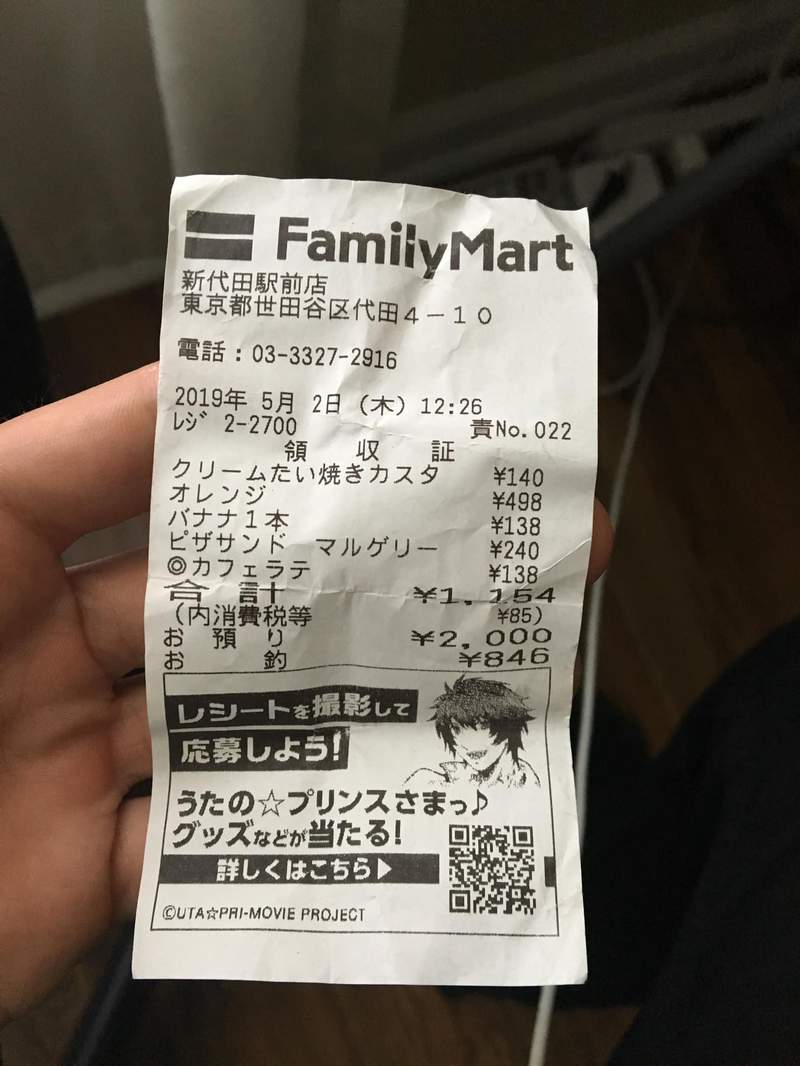 FamilyMart
新代田駅前店
東京都世田谷区代田4-10
電話:03-3327-2916
2019年 5月 2日 (木) 12:26
レジ 2-2700 責No.022
領 収 証
クリームたい焼きカスタ ¥140
オレンジ ¥498
バナナ1本 ¥138
ピザサンド マルゲリー ¥240
◎カフェラテ ¥138
合 計 ¥1,154
(内消費税等 ¥85)
お 預 り ¥2,000
お 釣 ¥846
レシートを撮影して
応募しよう!
うたの☆プリンスさまっ♪
グッズなどが当たる!
詳しくはこちら▶
©UTA☆PRI-MOVIE PROJECT